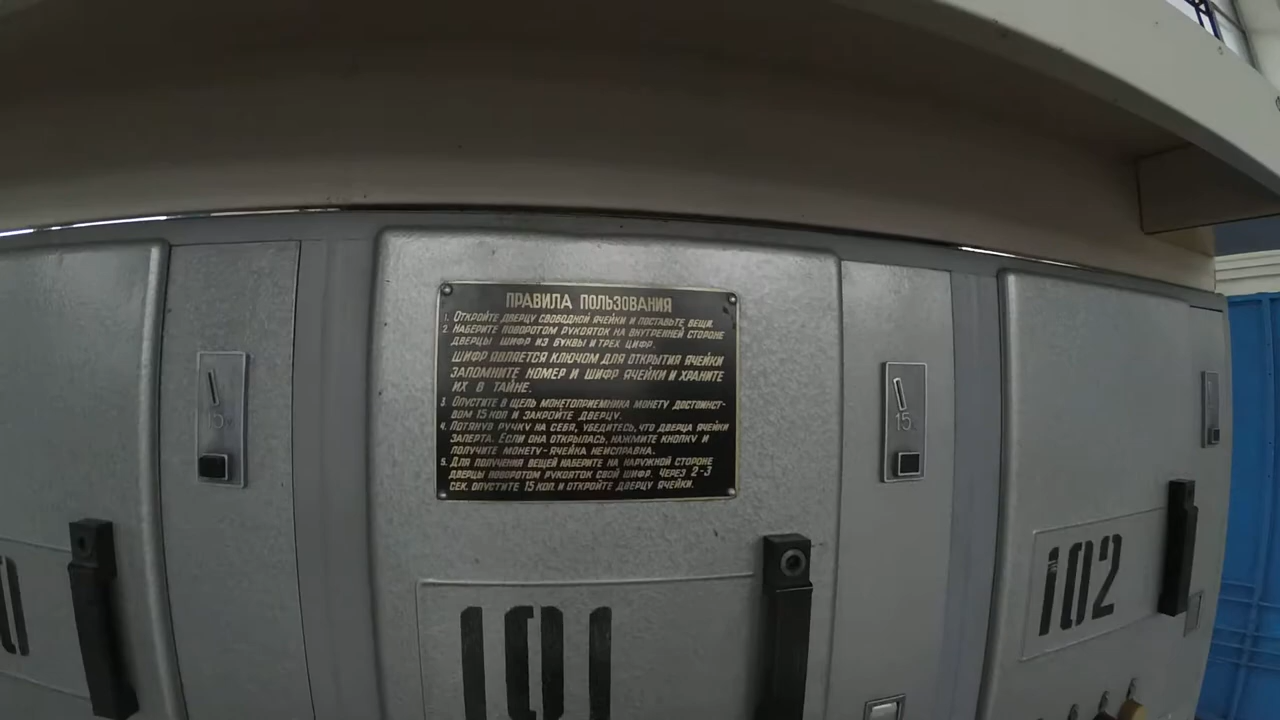 ПРАВИЛА ПОЛЬЗОВАНИЯ
1. ОТКРОЙТЕ ДВЕРЦУ СВОБОДНОЙ ЯЧЕЙКИ И ПОСТАВЬТЕ ВЕЩИ.
2. НАБЕРИТЕ ПОВОРОТОМ РУКОЯТОК НА ВНУТРЕННЕЙ СТОРОНЕ
ДВЕРЦЫ ШИФР ИЗ БУКВЫ И ТРЕХ ЦИФР.
ШИФР ЯВЛЯЕТСЯ КЛЮЧОМ ДЛЯ ОТКРЫТИЯ ЯЧЕЙКИ
ЗАПОМНИТЕ НОМЕР И ШИФР ЯЧЕЙКИ И ХРАНИТЕ
ИХ В ТАЙНЕ.
3. ОПУСТИТЕ В ЩЕЛЬ МОНЕТОПРИЕМНИКА МОНЕТУ ДОСТОИНСТ-
ВОМ 15 КОП И ЗАКРОЙТЕ ДВЕРЦУ.
4. ПОТЯНУВ РУЧКУ НА СЕБЯ, УБЕДИТЕСЬ, ЧТО ДВЕРЦА ЯЧЕЙКИ
ЗАПЕРТА. ЕСЛИ ОНА ОТКРЫЛАСЬ, НАЖМИТЕ КНОПКУ И
ПОЛУЧИТЕ МОНЕТУ-ЯЧЕЙКА НЕИСПРАВНА.
5. ДЛЯ ПОЛУЧЕНИЯ ВЕЩЕЙ НАБЕРИТЕ НА НАРУЖНОЙ СТОРОНЕ
ДВЕРЦЫ ПОВОРОТОМ РУКОЯТОК СВОЙ ШИФР. ЧЕРЕЗ 2-3
СЕК. ОПУСТИТЕ 15 КОП. И ОТКРОЙТЕ ДВЕРЦУ ЯЧЕЙКИ.
15
101
102